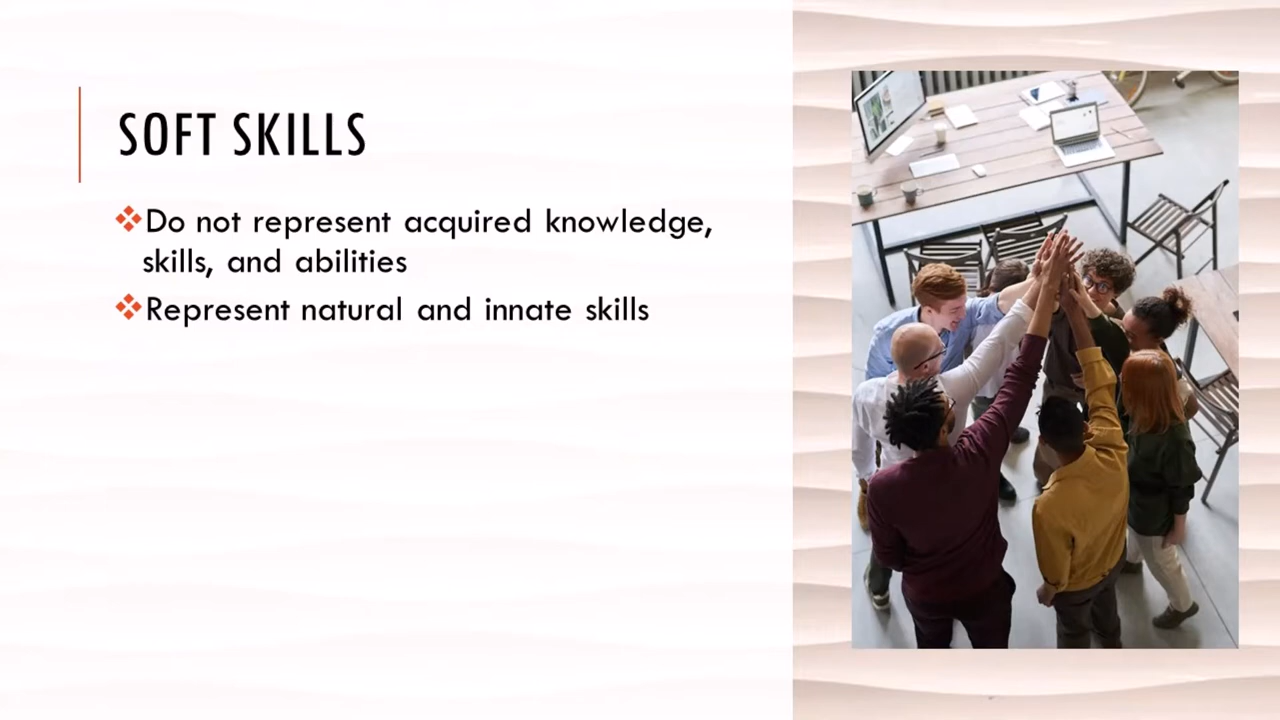 SOFT SKILLS
❖Do not represent acquired knowledge,
skills, and abilities
❖Represent natural and innate skills